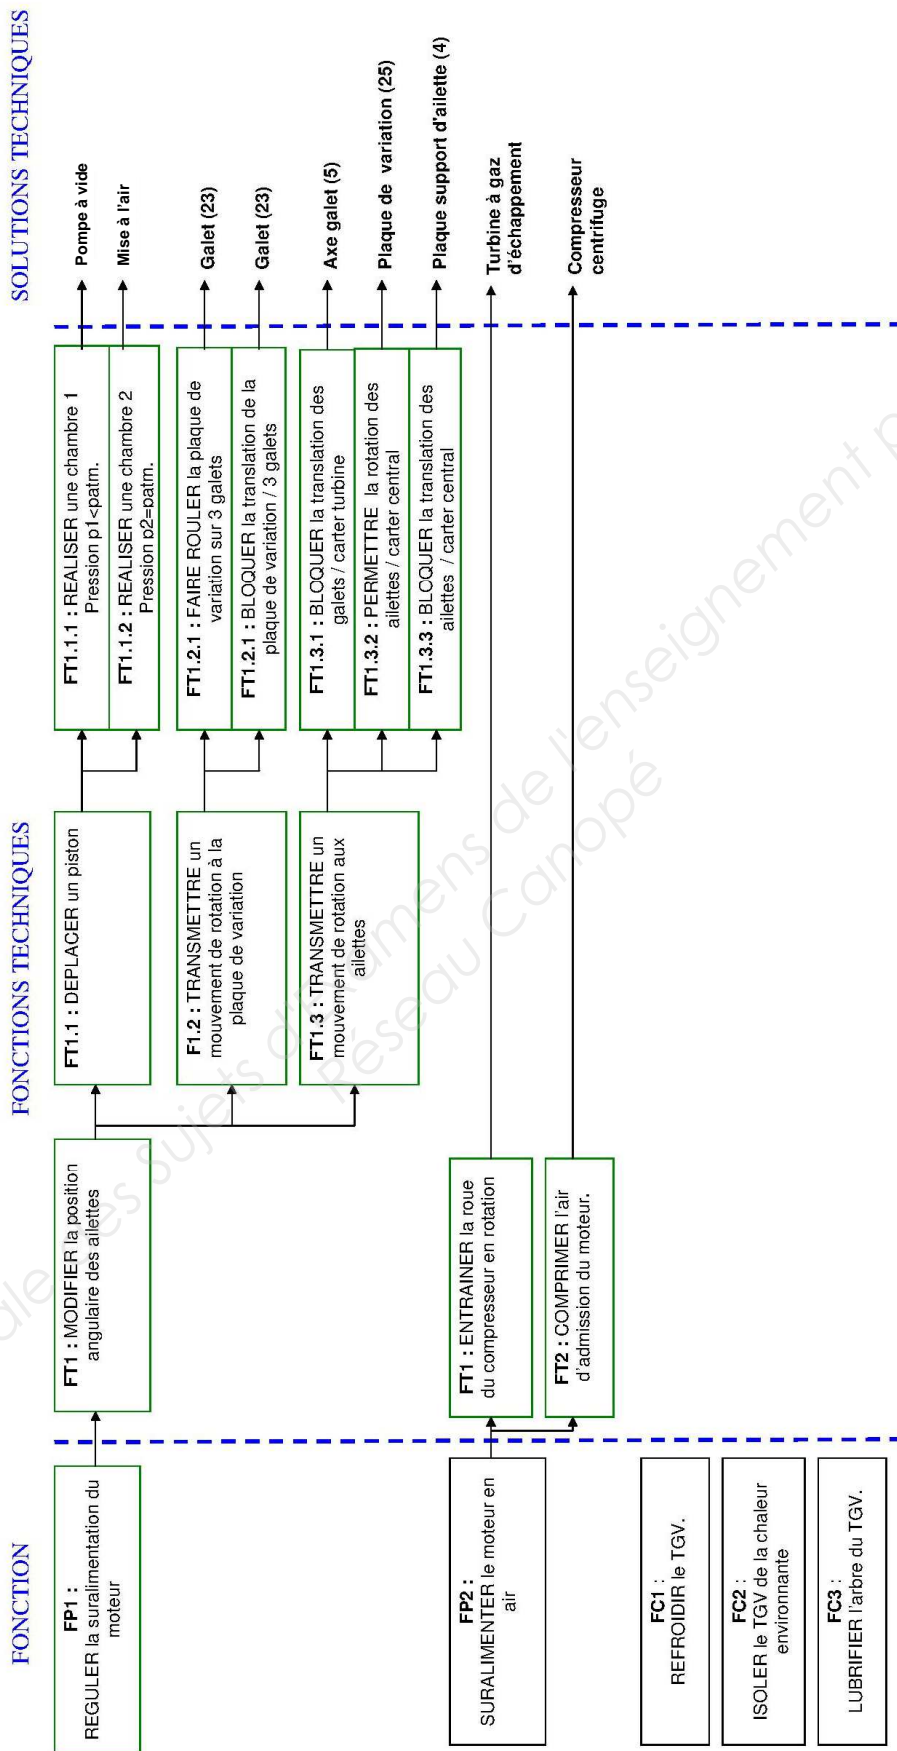 FONCTION
FONCTIONS TECHNIQUES
SOLUTIONS TECHNIQUES
FP1 :
REGULER la suralimentation du
moteur
FT1 : MODIFIER la position
angulaire des ailettes
FT1.1 : DEPLACER un piston
FT1.1.1 : REALISER une chambre 1
Pression p1<patm.
Pompe à vide
FT1.1.2 : REALISER une chambre 2
Pression p2=patm.
Mise à l'air
F1.2 : TRANSMETTRE un
mouvement de rotation à la
plaque de variation
FT1.2.1 : FAIRE ROULER la plaque de
variation sur 3 galets
Galet (23)
FT1.2.1 : BLOQUER la translation de la
plaque de variation / 3 galets
Galet (23)
FT1.3 : TRANSMETTRE un
mouvement de rotation aux
ailettes
FT1.3.1 : BLOQUER la translation des
galets / carter turbine
Axe galet (5)
FT1.3.2 : PERMETTRE la rotation des
ailettes / carter central
Plaque de variation (25)
FT1.3.3 : BLOQUER la translation des
ailettes / carter central
Plaque support d'ailette (4)
FP2 :
SURALIMENTER le moteur en
air
FT1 : ENTRAINER la roue
du compresseur en rotation
Turbine à gaz
d'échappement
FT2 : COMPRIMER l'air
d'admission du moteur.
Compresseur
centrifuge
FC1 :
REFROIDIR le TGV.
FC2 :
ISOLER le TGV de la chaleur
environnante
FC3 :
LUBRIFIER l'arbre du TGV.
des Sujets d'Examens de l'enseignement
Réseau Canopé